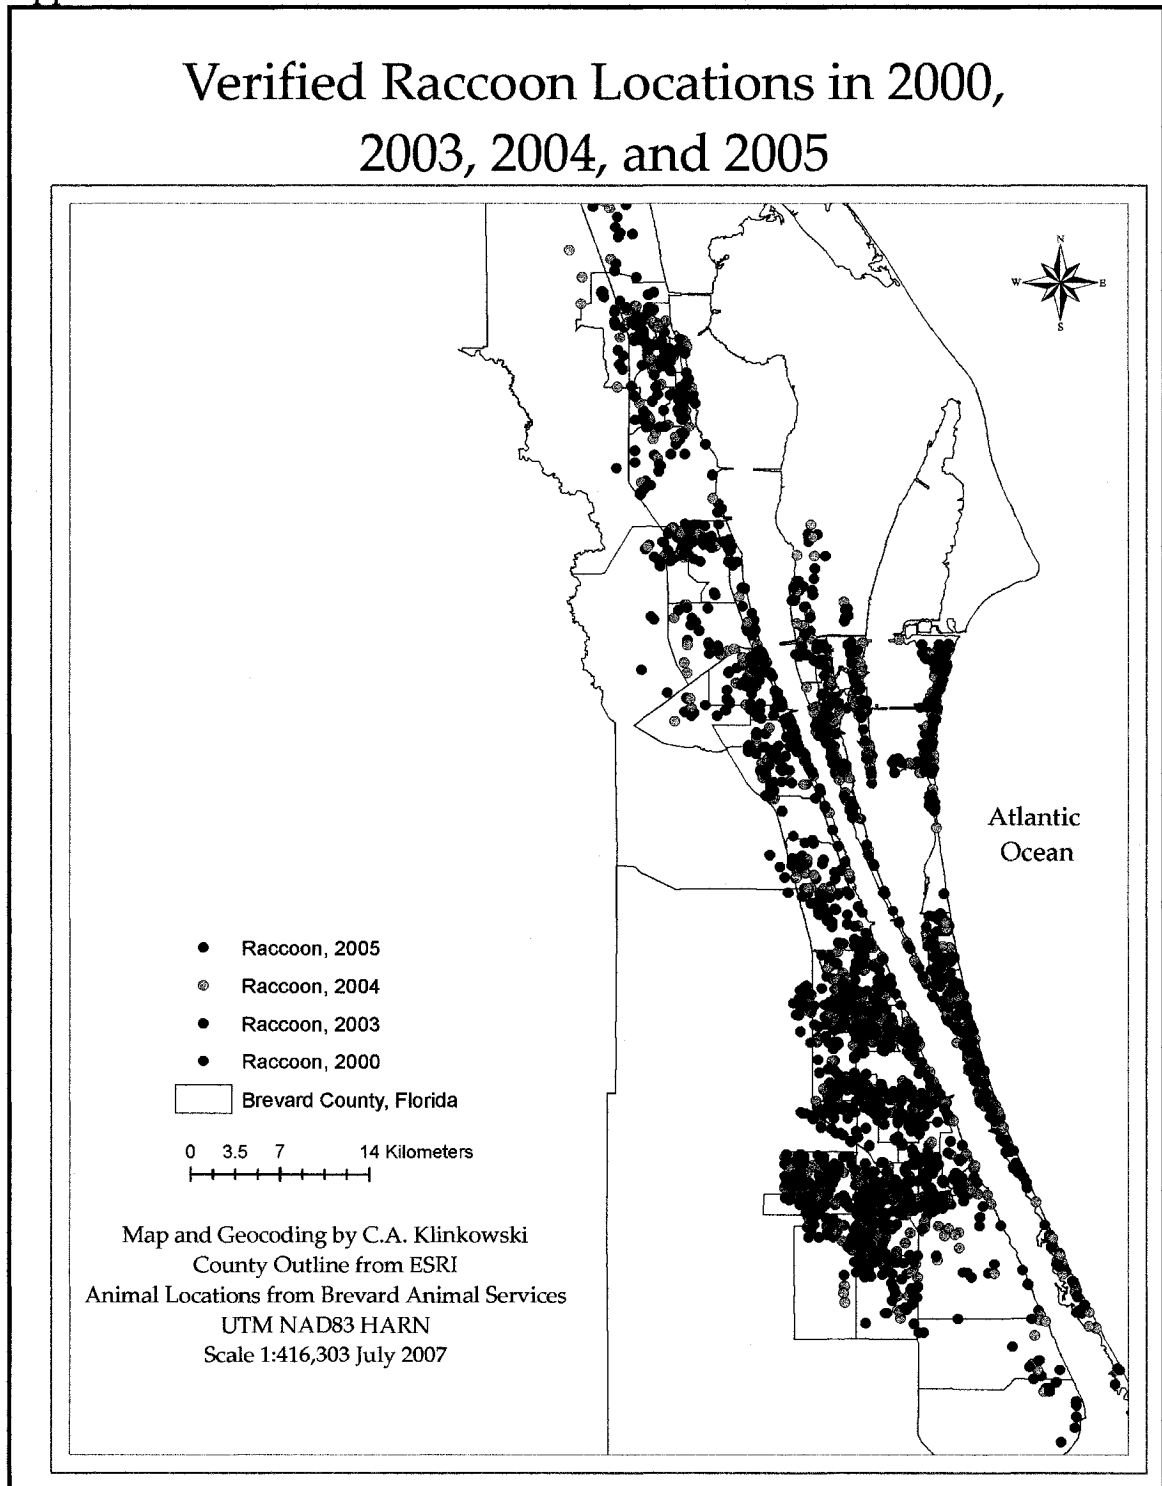 Verified Raccoon Locations in 2000,
2003, 2004, and 2005
N
W
E
S
Atlantic
Ocean
Raccoon, 2005
Raccoon, 2004
Raccoon, 2003
Raccoon, 2000
Brevard County, Florida
0 3.5 7 14 Kilometers
Map and Geocoding by C.A. Klinkowski
County Outline from ESRI
Animal Locations from Brevard Animal Services
UTM NAD83 HARN
Scale 1:416,303 July 2007